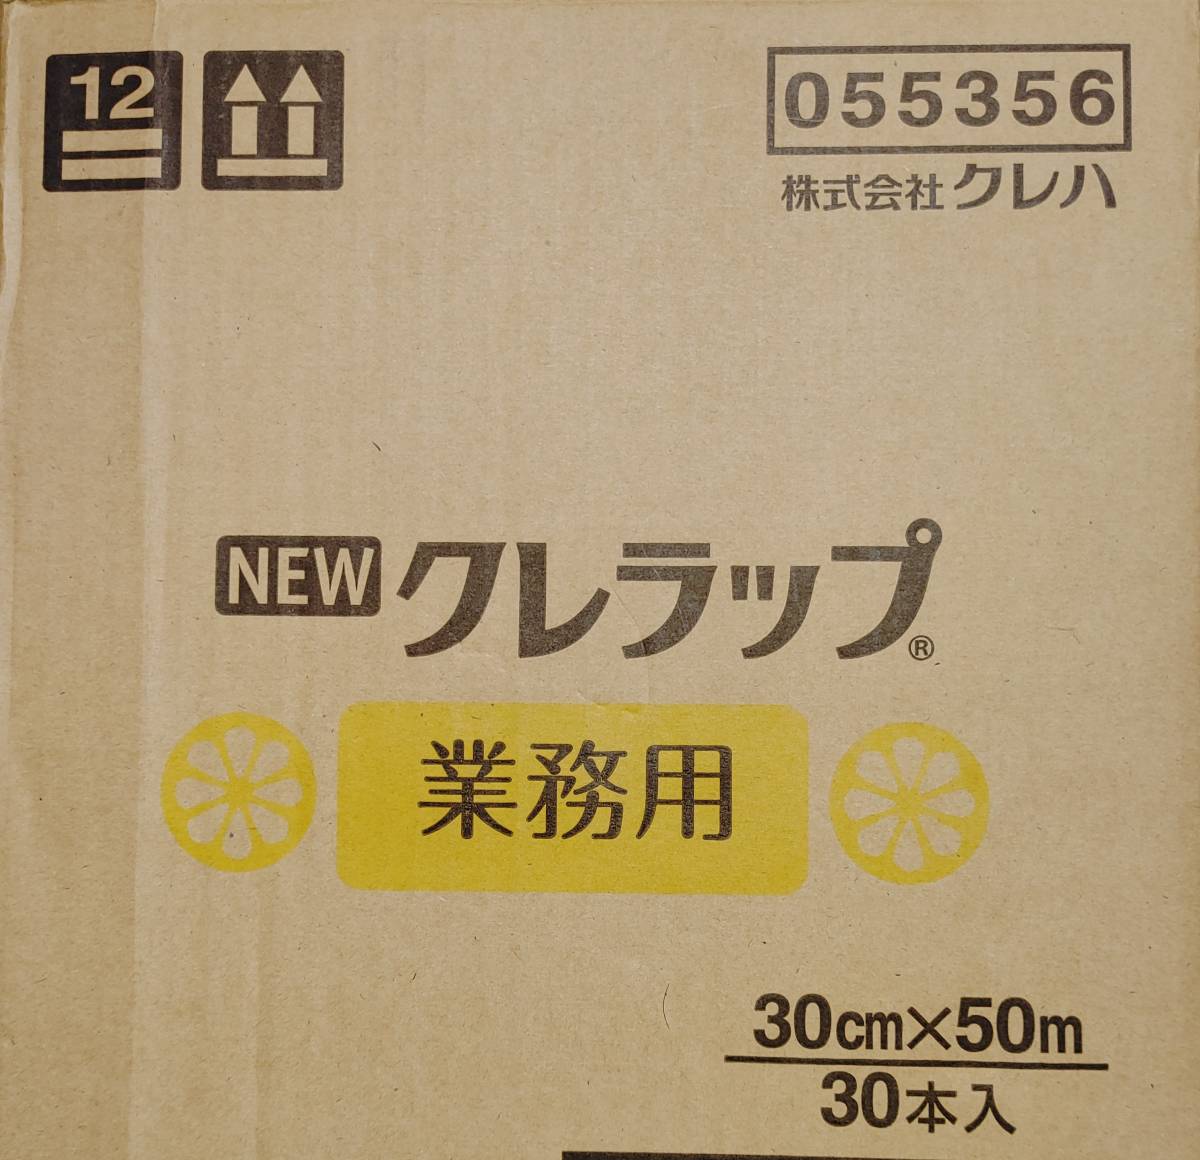 12
055356
株式会社クレハ
NEW クレラップ®
業務用
30cm×50m
30本入